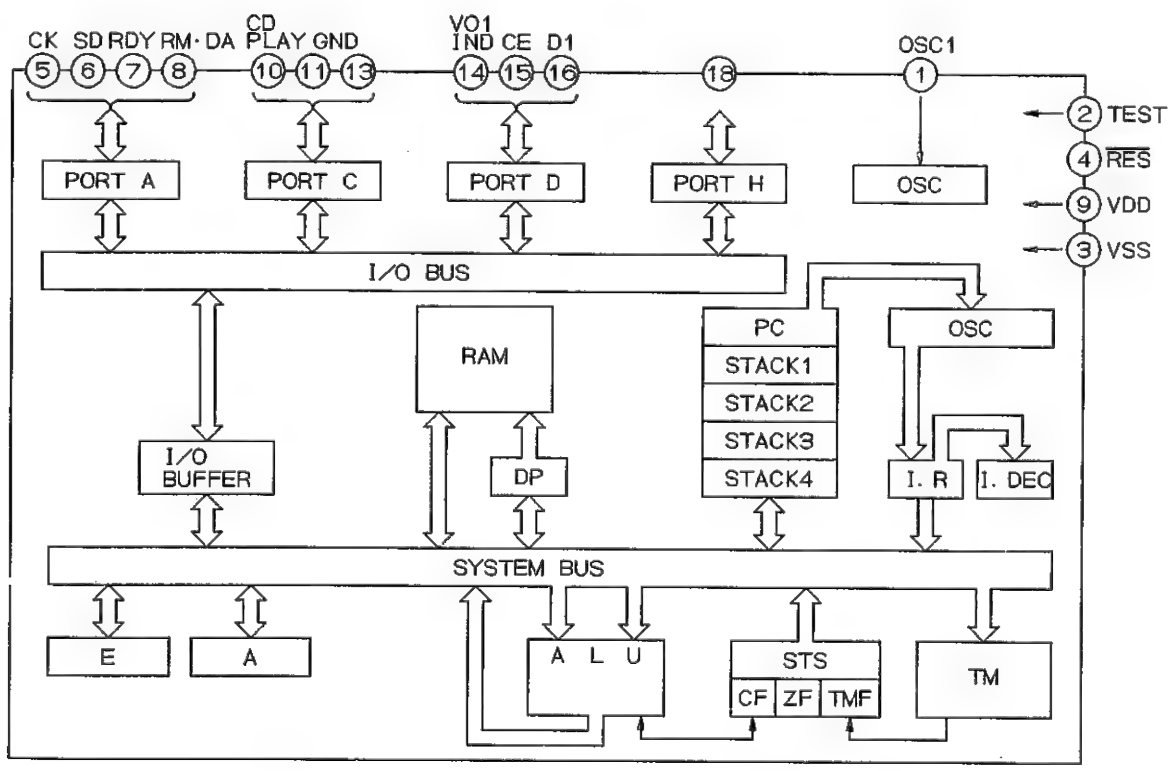 CD VO1
CK SD RDY RM·DA PLAY GND IND CE D1 OSC1
5 6 7 8 10 11 13 14 15 16 18 1
2 TEST
4 RES
PORT A PORT C PORT D PORT H OSC
9 VDD
3 VSS
I/O BUS
PC OSC
RAM
STACK1
STACK2
STACK3
I/O
BUFFER DP STACK4 I. R I. DEC
SYSTEM BUS
E A A L U STS TM
CF ZF TMF